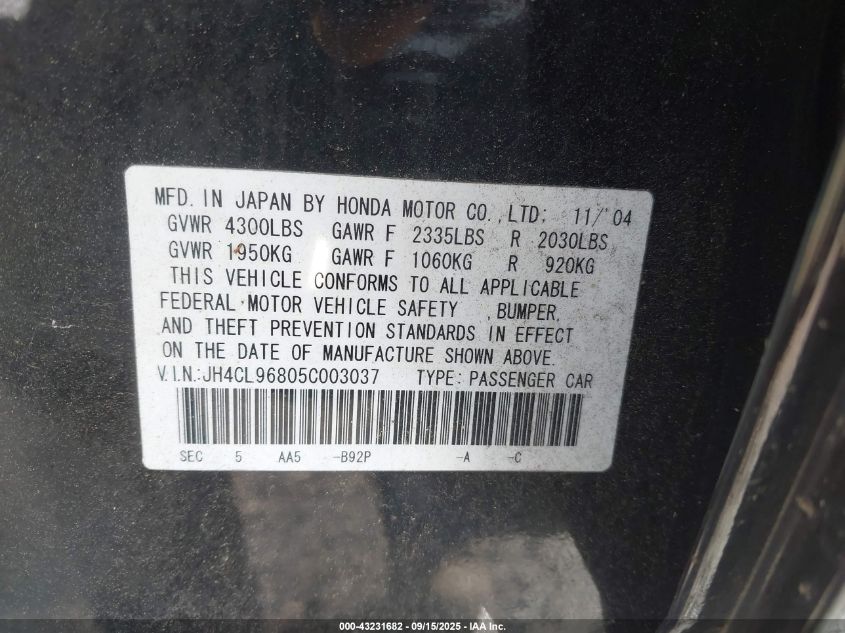 MFD. IN JAPAN BY HONDA MOTOR CO.,LTD; 11/'04
GVWR 4300LBS GAWR F 2335LBS R 2030LBS
GVWR 1950KG GAWR F 1060KG R 920KG
THIS VEHICLE CONFORMS TO ALL APPLICABLE
FEDERAL MOTOR VEHICLE SAFETY , BUMPER,
AND THEFT PREVENTION STANDARDS IN EFFECT
ON THE DATE OF MANUFACTURE SHOWN ABOVE.
V.I.N.:JH4CL96805C003037 TYPE: PASSENGER CAR
SEC 5 AA5 -B92P -A -C
000-43231682 - 09/15/2025 - © IAA, Inc.